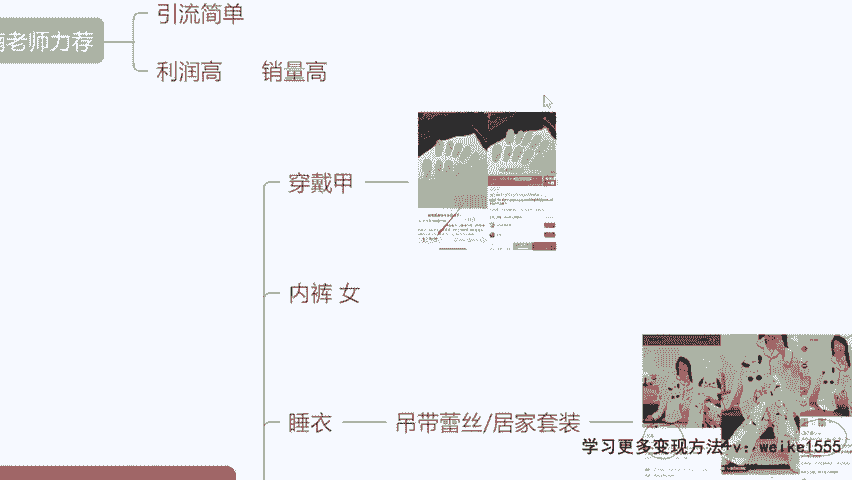 引流简单
老师力荐
利润高 销量高
穿戴甲
内裤 女
睡衣
吊带蕾丝/居家套装
学习更多变现方法+v: weike1555